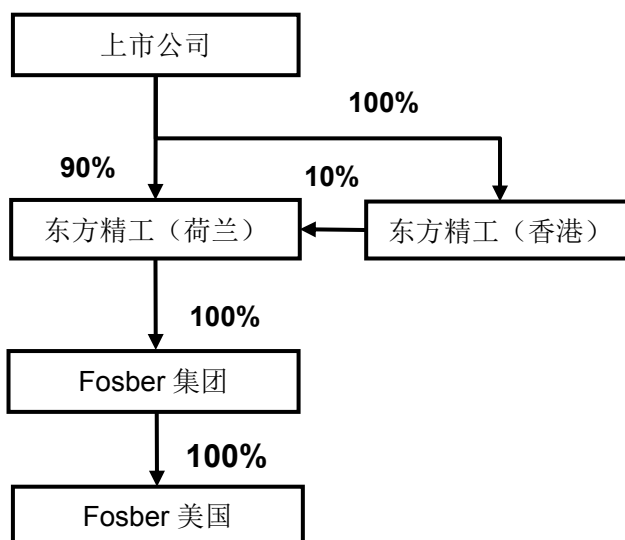 上市公司
100%
90%
10%
东方精工（荷兰）
东方精工（香港）
100%
Fosber 集团
100%
Fosber 美国